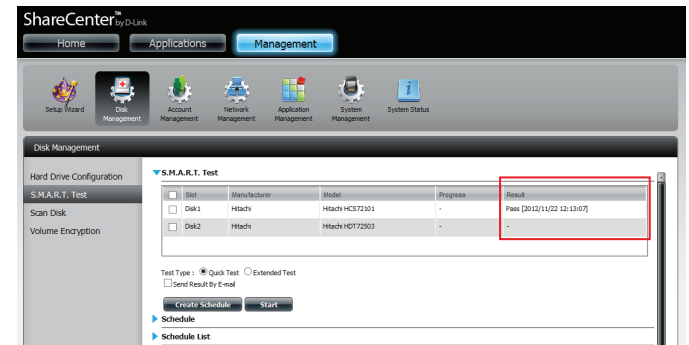 ShareCenter™ by D-Link
Home Applications Management
Setup Wizard Disk Management Account Management Network Management Application Management System Management System Status
Disk Management
Hard Drive Configuration
S.M.A.R.T. Test
Scan Disk
Volume Encryption
S.M.A.R.T. Test
Slot Manufacturer Model Progress Result
Disk1 Hitachi Hitachi HCS72101 - Pass [2012/11/22 12:13:07]
Disk2 Hitachi Hitachi HDT72503 - -
Test Type : Quick Test Extended Test
Send Result By E-mail
Create Schedule Start
Schedule
Schedule List